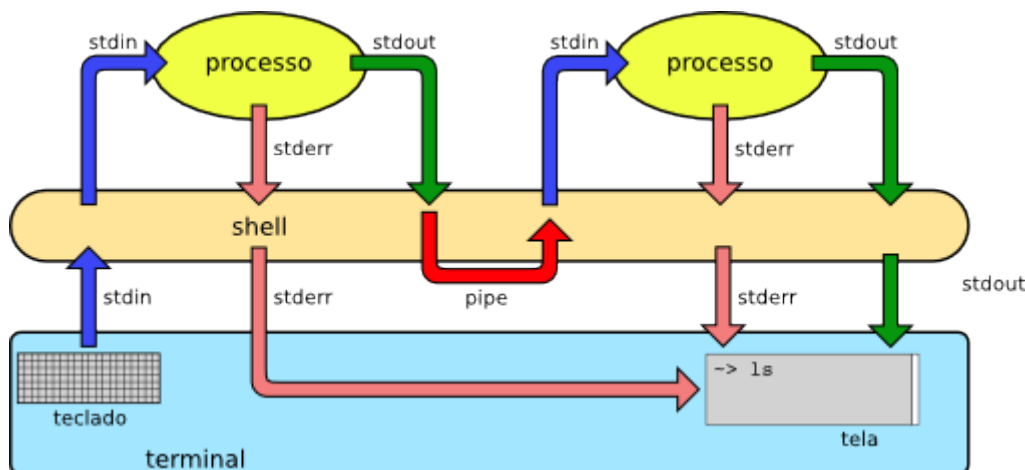 stdin
processo
stdout
stdin
processo
stdout
stderr
stderr
shell
stdin
stderr
pipe
stderr
stdout
~> ls
teclado
tela
terminal